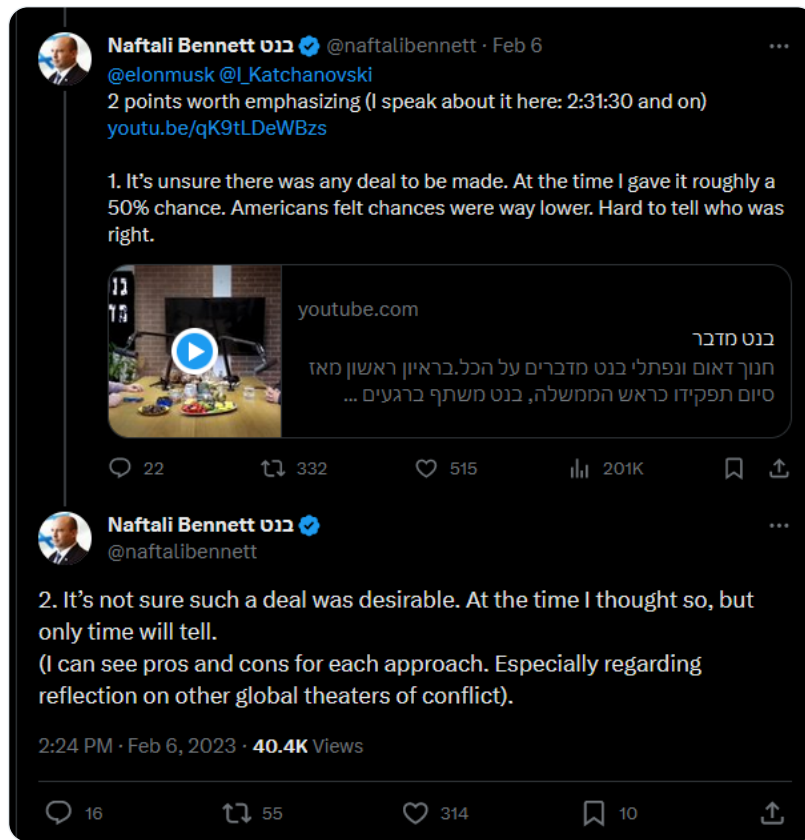 Naftali Bennett בנט @naftalibennett · Feb 6
@elonmusk @I_Katchanovski
2 points worth emphasizing (I speak about it here: 2:31:30 and on)
youtu.be/qK9tLDeWBzs
1. It’s unsure there was any deal to be made. At the time I gave it roughly a
50% chance. Americans felt chances were way lower. Hard to tell who was
right.
youtube.com
בנט מדבר
חנוך דאום ונפתלי בנט מדברים על הכל.בראיון ראשון מאז
סיום תפקידו כראש הממשלה, בנט משתף ברגעים ...
22 332 515 201K
Naftali Bennett בנט
@naftalibennett
2. It’s not sure such a deal was desirable. At the time I thought so, but
only time will tell.
(I can see pros and cons for each approach. Especially regarding
reflection on other global theaters of conflict).
2:24 PM · Feb 6, 2023 · 40.4K Views
16 55 314 10